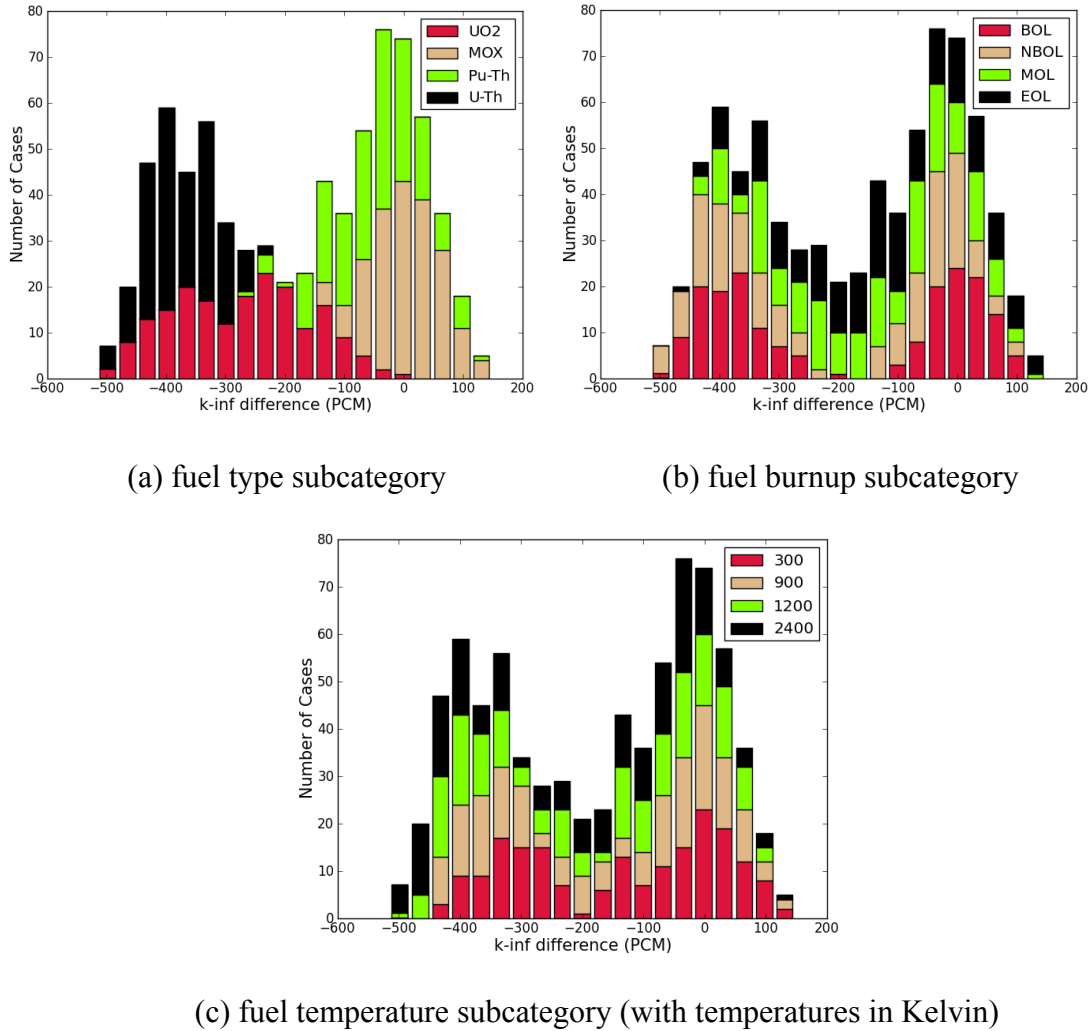 80
70
60
50
40
30
20
10
0
Number of Cases
UO2
MOX
Pu-Th
U-Th
−600 −500 −400 −300 −200 −100 0 100 200
k-inf difference (PCM)
(a) fuel type subcategory
80
70
60
50
40
30
20
10
0
Number of Cases
BOL
NBOL
MOL
EOL
−600 −500 −400 −300 −200 −100 0 100 200
k-inf difference (PCM)
(b) fuel burnup subcategory
80
70
60
50
40
30
20
10
0
Number of Cases
300
900
1200
2400
−600 −500 −400 −300 −200 −100 0 100 200
k-inf difference (PCM)
(c) fuel temperature subcategory (with temperatures in Kelvin)